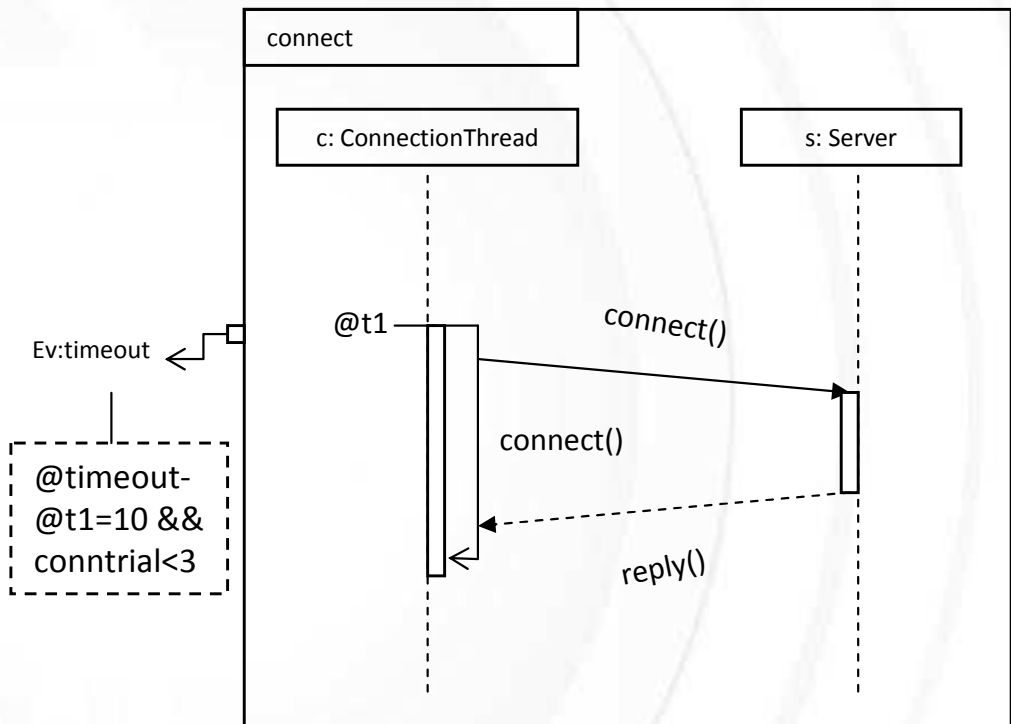 connect
c: ConnectionThread
s: Server
@t1
connect()
Ev:timeout
connect()
@timeout-
@t1=10 &&
conntrial<3
reply()